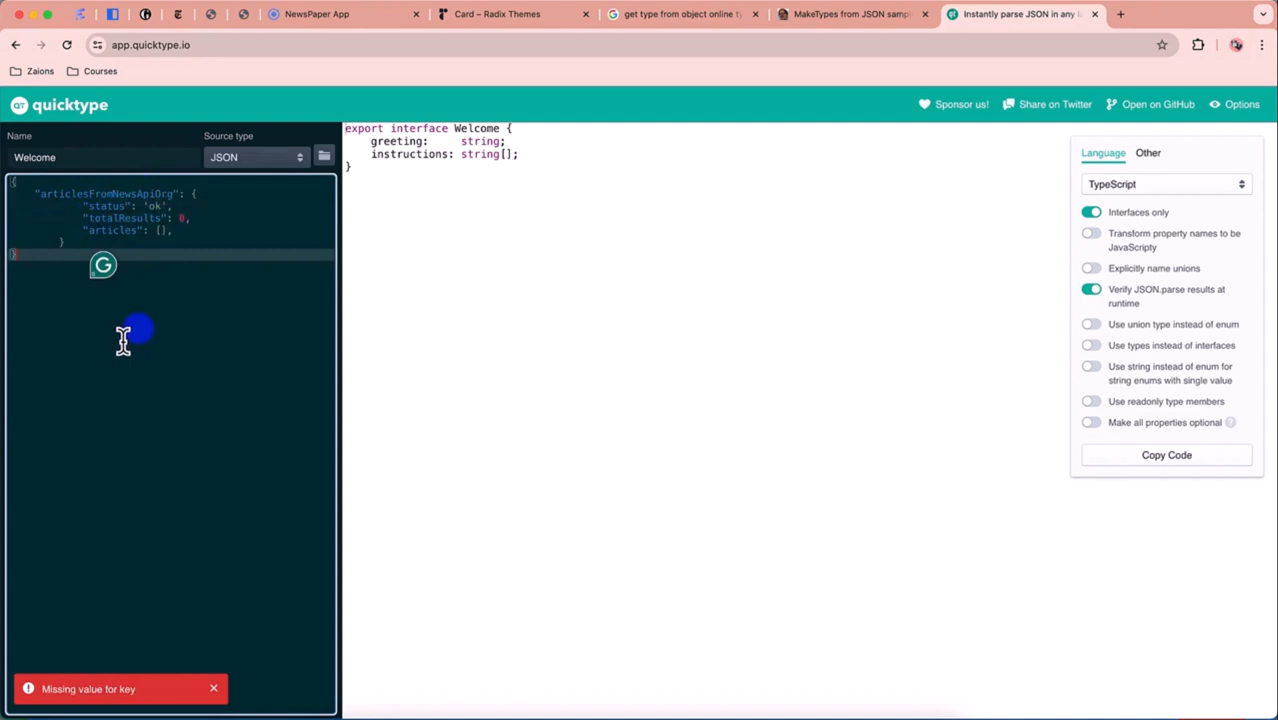 NewsPaper App
Card – Radix Themes
get type from object online ty
MakeTypes from JSON sampl
Instantly parse JSON in any la
app.quicktype.io
Zaions
Courses
QT quicktype
Sponsor us!
Share on Twitter
Open on GitHub
Options
Name
Source type
Welcome
JSON
{
"articlesFromNewsApiOrg": {
"status": 'ok',
"totalResults": 0,
"articles": [],
}
}
Missing value for key
export interface Welcome {
greeting: string;
instructions: string[];
}
Language
Other
TypeScript
Interfaces only
Transform property names to be
JavaScripty
Explicitly name unions
Verify JSON.parse results at
runtime
Use union type instead of enum
Use types instead of interfaces
Use string instead of enum for
string enums with single value
Use readonly type members
Make all properties optional ?
Copy Code